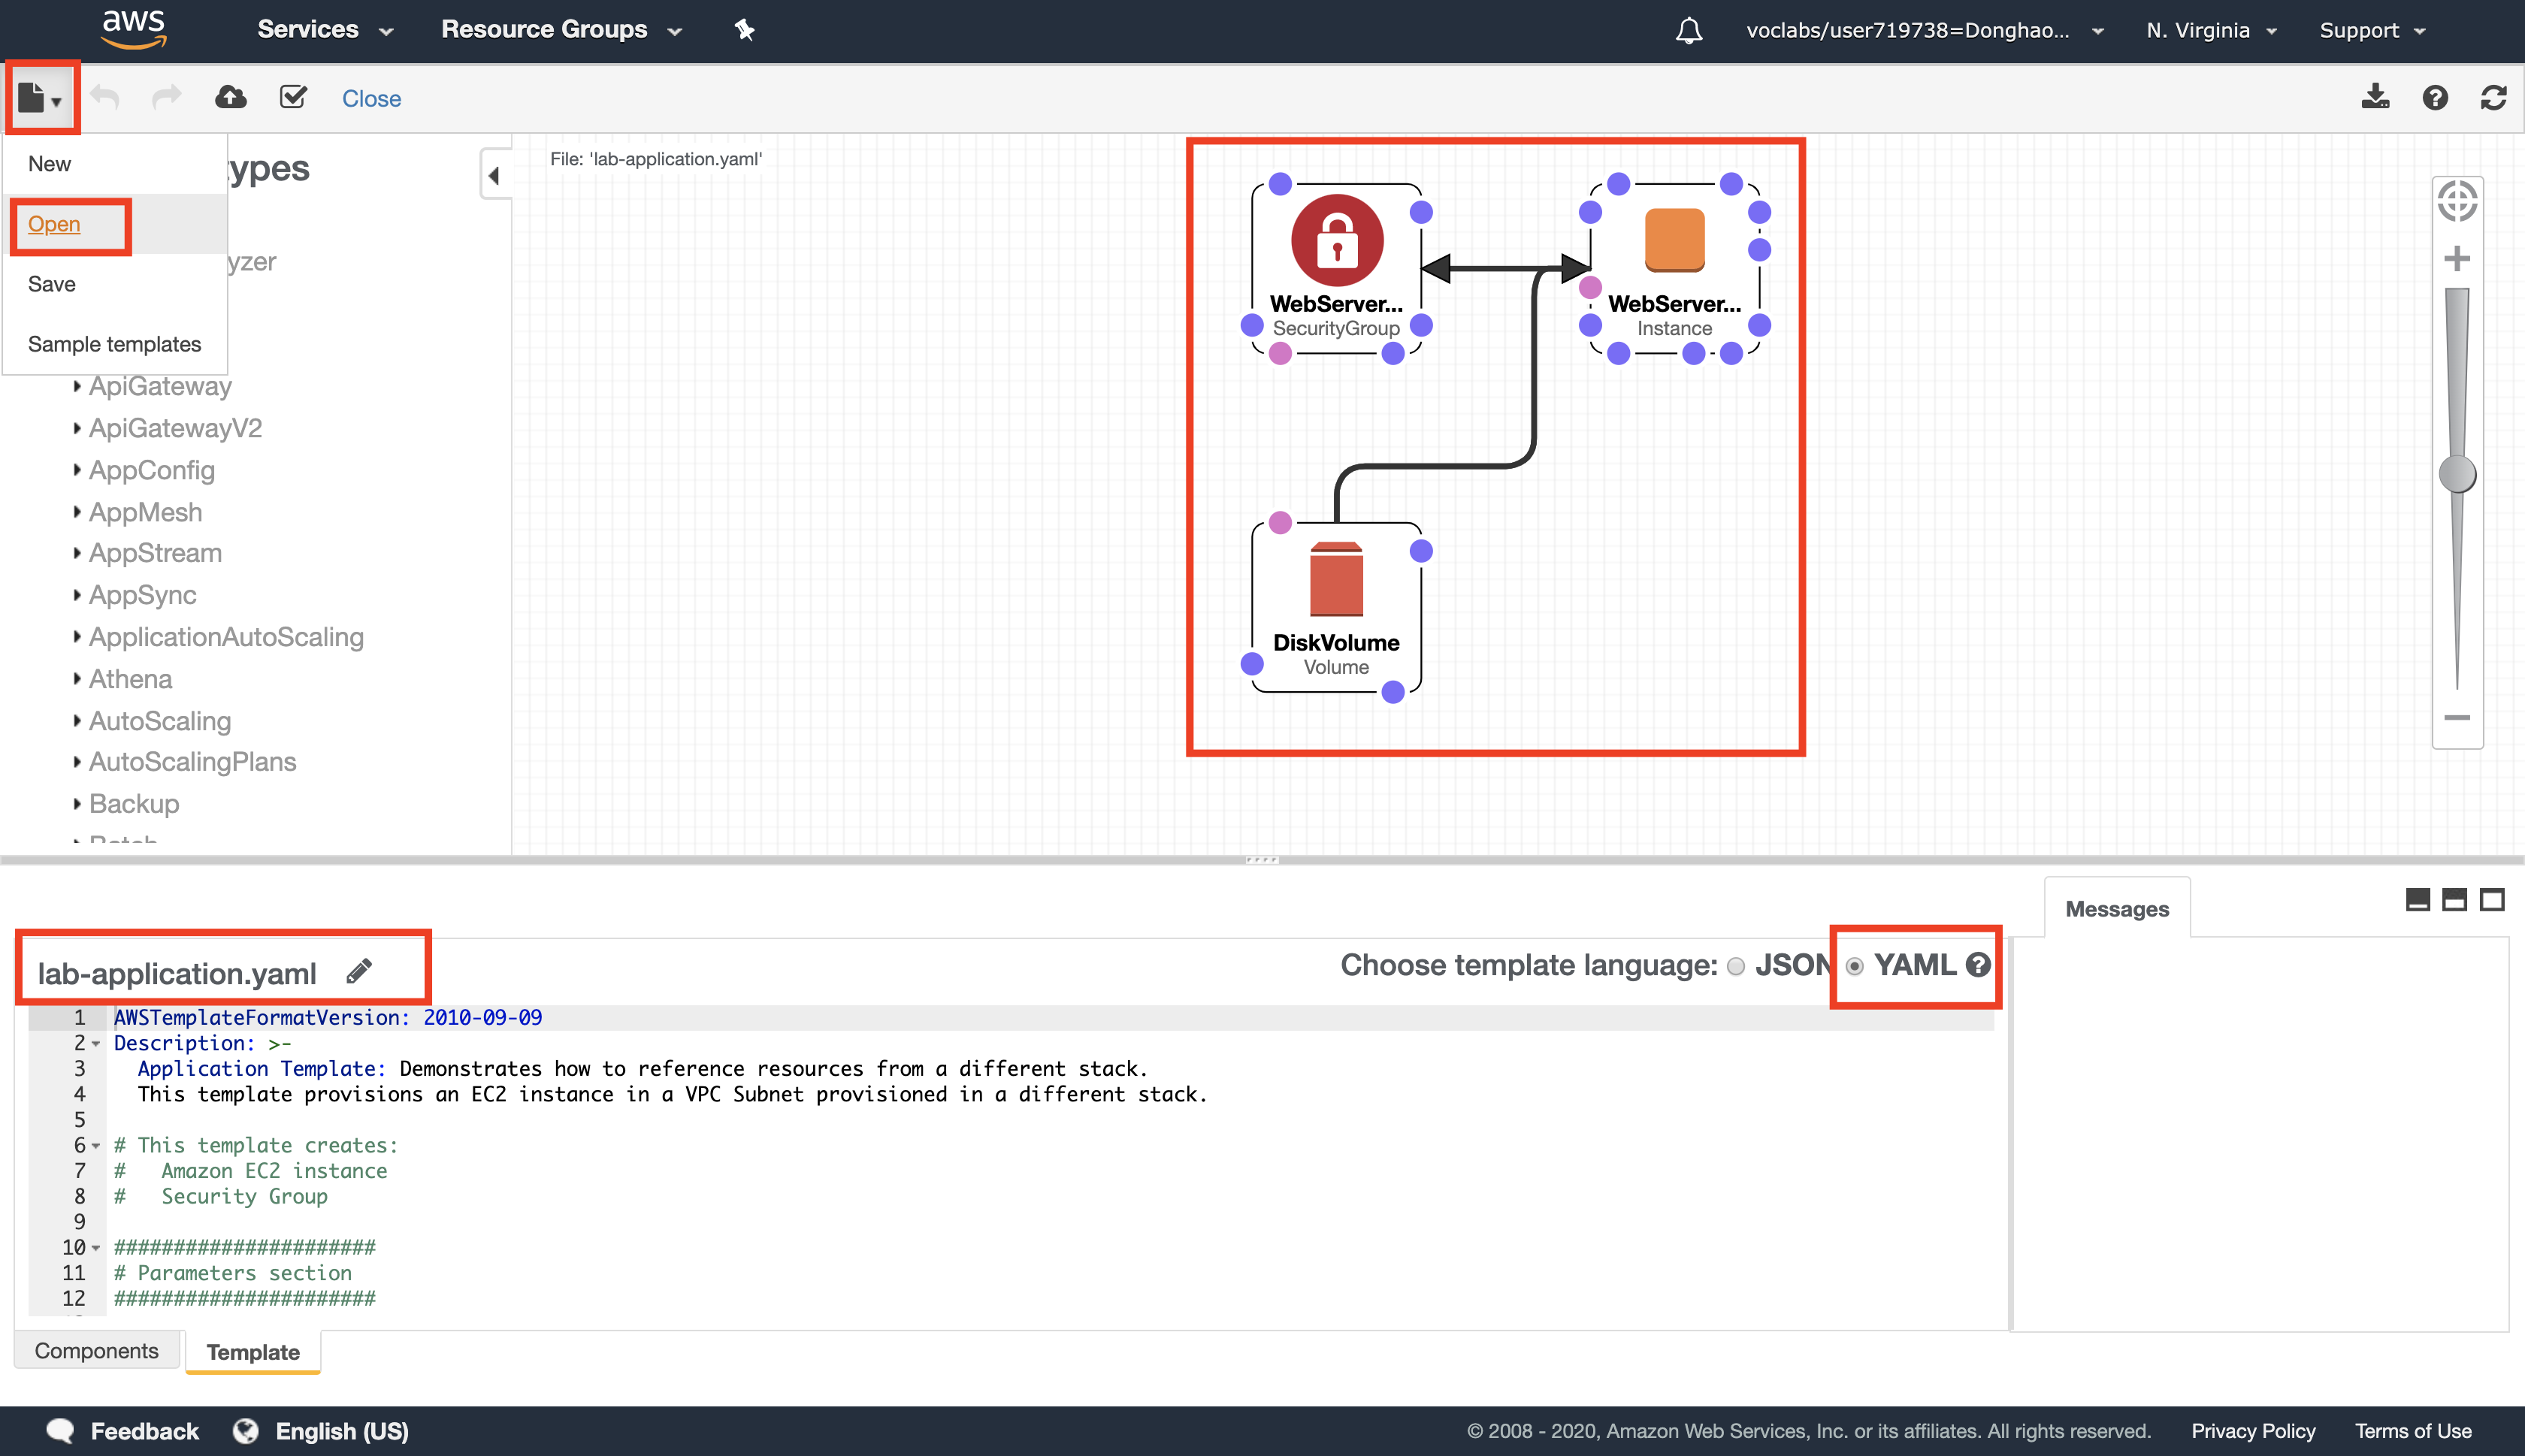 aws
Services
Resource Groups
voclabs/user719738=Donghao...
N. Virginia
Support
Close
New
Open
Save
Sample templates
ypes
yzer
ApiGateway
ApiGatewayV2
AppConfig
AppMesh
AppStream
AppSync
ApplicationAutoScaling
Athena
AutoScaling
AutoScalingPlans
Backup
File: 'lab-application.yaml'
WebServer...
SecurityGroup
WebServer...
Instance
DiskVolume
Volume
Messages
lab-application.yaml
Choose template language: JSON YAML
1 AWSTemplateFormatVersion: 2010-09-09
2 Description: >-
3 Application Template: Demonstrates how to reference resources from a different stack.
4 This template provisions an EC2 instance in a VPC Subnet provisioned in a different stack.
5
6 # This template creates:
7 #   Amazon EC2 instance
8 #   Security Group
9
10 ######################
11 # Parameters section
12 ######################
Components
Template
Feedback
English (US)
© 2008 - 2020, Amazon Web Services, Inc. or its affiliates. All rights reserved.
Privacy Policy
Terms of Use